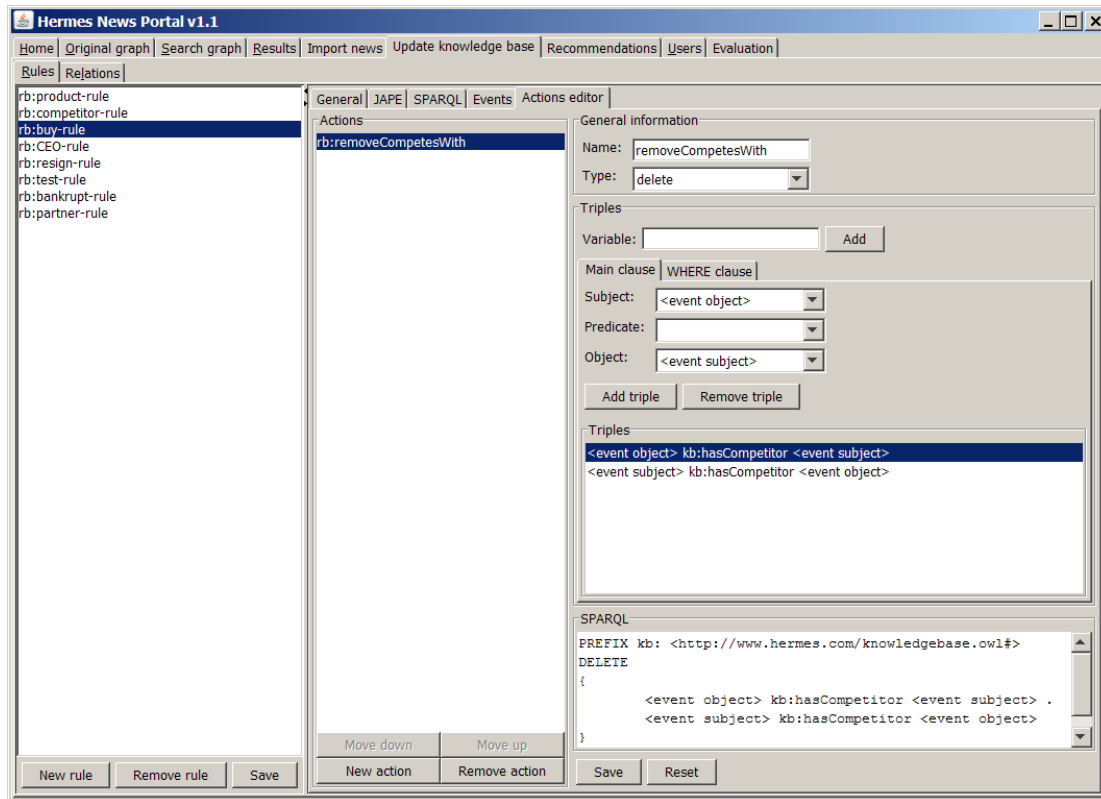 Hermes News Portal v1.1
Home Original graph Search graph Results Import news Update knowledge base Recommendations Users Evaluation
Rules Relations
rb:product-rule
rb:competitor-rule
rb:buy-rule
rb:CEO-rule
rb:resign-rule
rb:test-rule
rb:bankrupt-rule
rb:partner-rule
New rule Remove rule Save
General JAPE SPARQL Events Actions editor
Actions
rb:removeCompetesWith
Move down Move up
New action Remove action
General information
Name: removeCompetesWith
Type: delete
Triples
Variable: Add
Main clause WHERE clause
Subject: <event object>
Predicate:
Object: <event subject>
Add triple Remove triple
Triples
<event object> kb:hasCompetitor <event subject>
<event subject> kb:hasCompetitor <event object>
SPARQL
PREFIX kb: <http://www.hermes.com/knowledgebase.owl#>
DELETE
{
<event object> kb:hasCompetitor <event subject> .
<event subject> kb:hasCompetitor <event object>
}
Save Reset